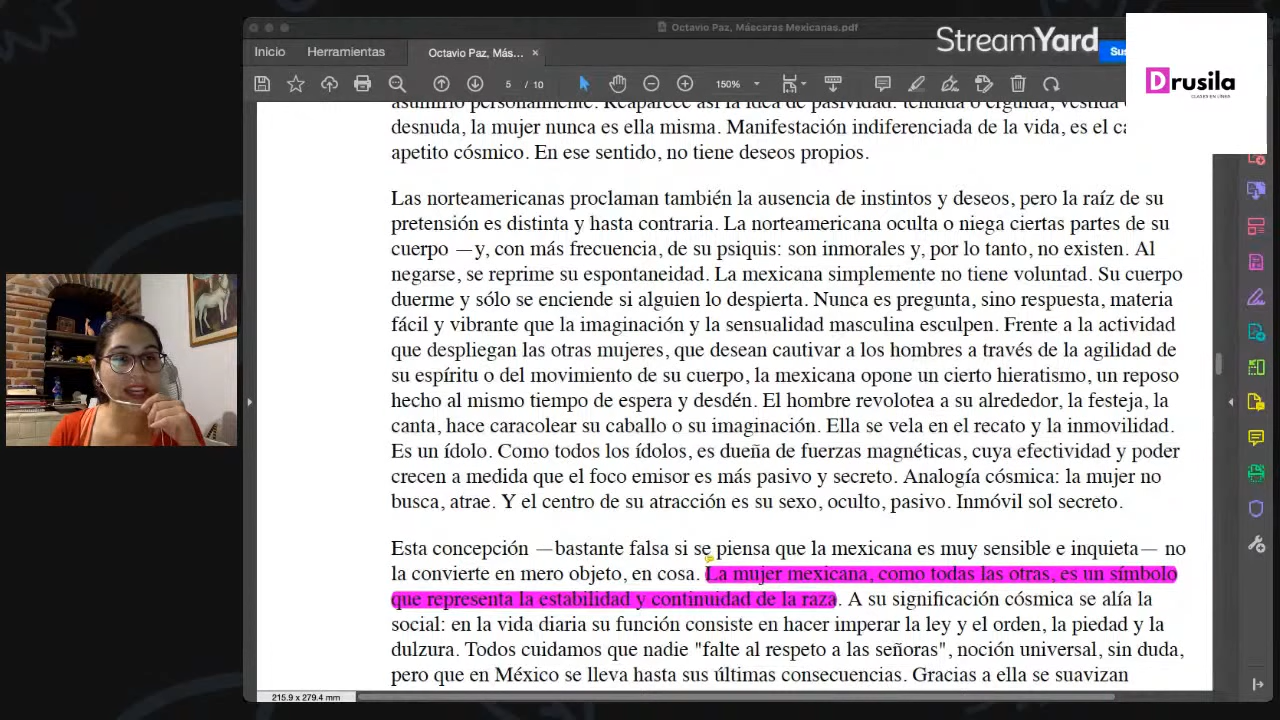 Octavio Paz, Máscaras Mexicanas.pdf
StreamYard
Inicio
Herramientas
Octavio Paz, Más...
Drusila
CLASES EN LÍNEA
5 / 10
150%
desnuda, la mujer nunca es ella misma. Manifestación indiferenciada de la vida, es el
apetito cósmico. En ese sentido, no tiene deseos propios.
Las norteamericanas proclaman también la ausencia de instintos y deseos, pero la raíz de su
pretensión es distinta y hasta contraria. La norteamericana oculta o niega ciertas partes de su
cuerpo —y, con más frecuencia, de su psiquis: son inmorales y, por lo tanto, no existen. Al
negarse, se reprime su espontaneidad. La mexicana simplemente no tiene voluntad. Su cuerpo
duerme y sólo se enciende si alguien lo despierta. Nunca es pregunta, sino respuesta, materia
fácil y vibrante que la imaginación y la sensualidad masculina esculpen. Frente a la actividad
que despliegan las otras mujeres, que desean cautivar a los hombres a través de la agilidad de
su espíritu o del movimiento de su cuerpo, la mexicana opone un cierto hieratismo, un reposo
hecho al mismo tiempo de espera y desdén. El hombre revolotea a su alrededor, la festeja, la
canta, hace caracolear su caballo o su imaginación. Ella se vela en el recato y la inmovilidad.
Es un ídolo. Como todos los ídolos, es dueña de fuerzas magnéticas, cuya efectividad y poder
crecen a medida que el foco emisor es más pasivo y secreto. Analogía cósmica: la mujer no
busca, atrae. Y el centro de su atracción es su sexo, oculto, pasivo. Inmóvil sol secreto.
Esta concepción —bastante falsa si se piensa que la mexicana es muy sensible e inquieta— no
la convierte en mero objeto, en cosa. La mujer mexicana, como todas las otras, es un símbolo
que representa la estabilidad y continuidad de la raza. A su significación cósmica se alía la
social: en la vida diaria su función consiste en hacer imperar la ley y el orden, la piedad y la
dulzura. Todos cuidamos que nadie "falte al respeto a las señoras", noción universal, sin duda,
pero que en México se lleva hasta sus últimas consecuencias. Gracias a ella se suavizan
215.9 x 279.4 mm